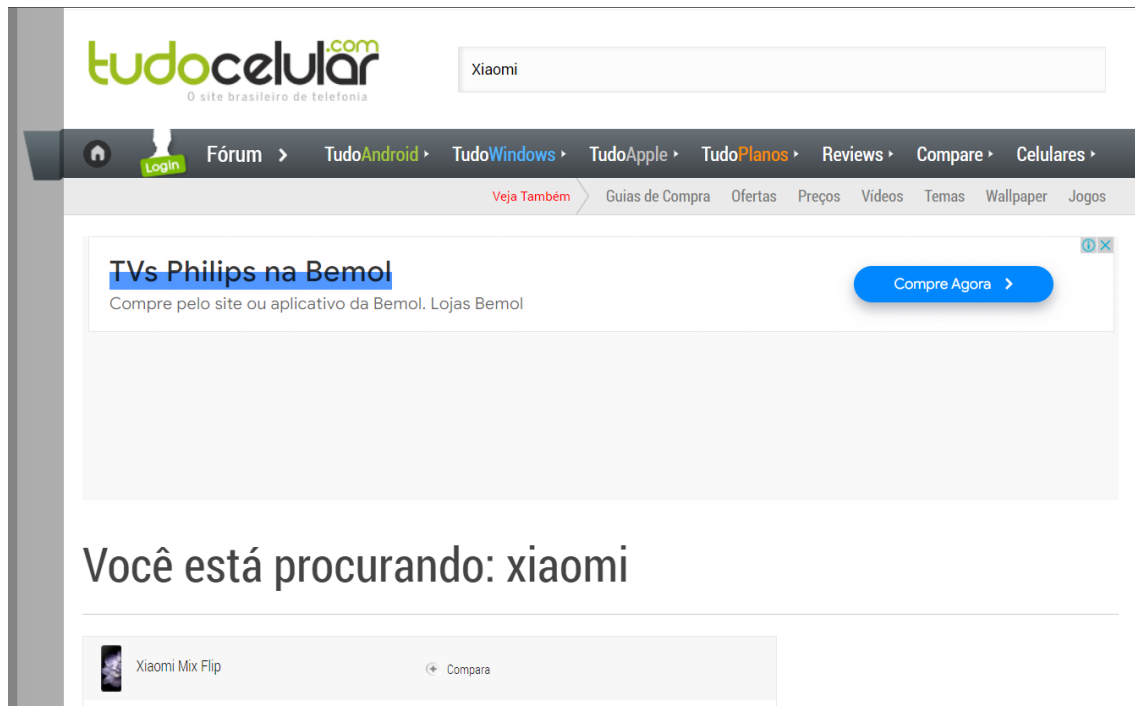 tudocelular.com
O site brasileiro de telefonia
Xiaomi
Login
Fórum
TudoAndroid
TudoWindows
TudoApple
TudoPlanos
Reviews
Compare
Celulares
Veja Também
Guias de Compra
Ofertas
Preços
Vídeos
Temas
Wallpaper
Jogos
TVs Philips na Bemol
Compre pelo site ou aplicativo da Bemol. Lojas Bemol
Compre Agora
Você está procurando: xiaomi
Xiaomi Mix Flip
Compara